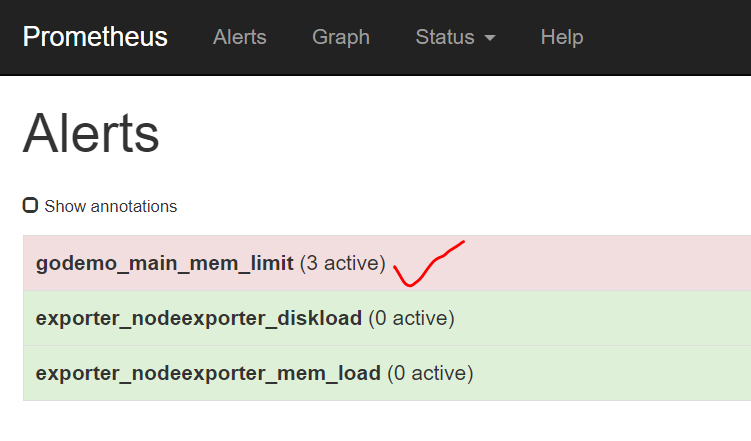 Prometheus Alerts Graph Status Help
Alerts
Show annotations
godemo_main_mem_limit (3 active)
exporter_nodeexporter_diskload (0 active)
exporter_nodeexporter_mem_load (0 active)